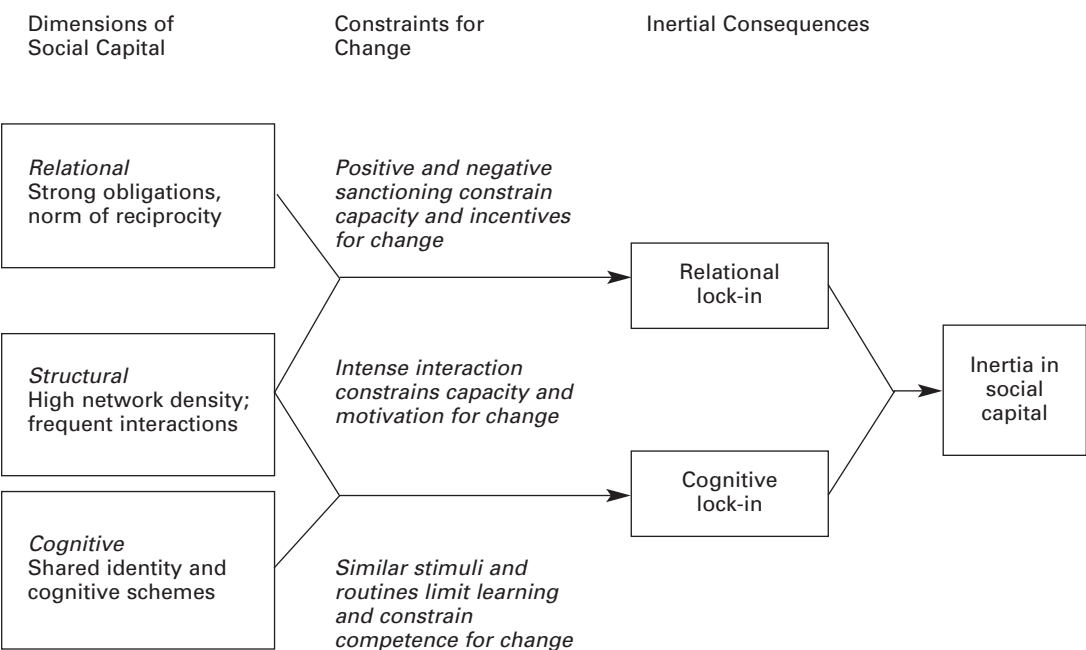 Dimensions of
Social Capital
Constraints for
Change
Inertial Consequences
Relational
Strong obligations,
norm of reciprocity
Positive and negative
sanctioning constrain
capacity and incentives
for change
Relational
lock-in
Structural
High network density;
frequent interactions
Intense interaction
constrains capacity and
motivation for change
Inertia in
social
capital
Cognitive
Shared identity and
cognitive schemes
Cognitive
lock-in
Similar stimuli and
routines limit learning
and constrain
competence for change